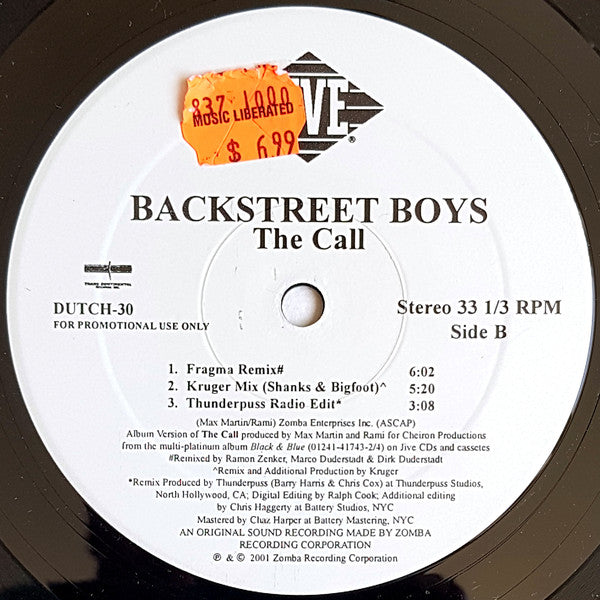 837 1000
MUSIC LIBERATED
$ 6.99
IVE®
BACKSTREET BOYS
The Call
TRANS CONTINENTAL
RECORDS INC.
DUTCH-30
FOR PROMOTIONAL USE ONLY
Stereo 33 1/3 RPM
Side B
1. Fragma Remix# 6:02
2. Kruger Mix (Shanks & Bigfoot)^ 5:20
3. Thunderpuss Radio Edit* 3:08
(Max Martin/Rami) Zomba Enterprises Inc. (ASCAP)
Album Version of The Call produced by Max Martin and Rami for Cheiron Productions
from the multi-platinum album Black & Blue (01241-41743-2/4) on Jive CDs and cassetes
#Remixed by Ramon Zenker, Marco Duderstadt & Dirk Duderstadt
^Remix and Additional Production by Kruger
*Remix Produced by Thunderpuss (Barry Harris & Chris Cox) at Thunderpuss Studios,
North Hollywood, CA; Digital Editing by Ralph Cook; Additional editing
by Chris Haggerty at Battery Studios, NYC
Mastered by Chaz Harper at Battery Mastering, NYC
AN ORIGINAL SOUND RECORDING MADE BY ZOMBA
RECORDING CORPORATION
℗ & © 2001 Zomba Recording Corporation